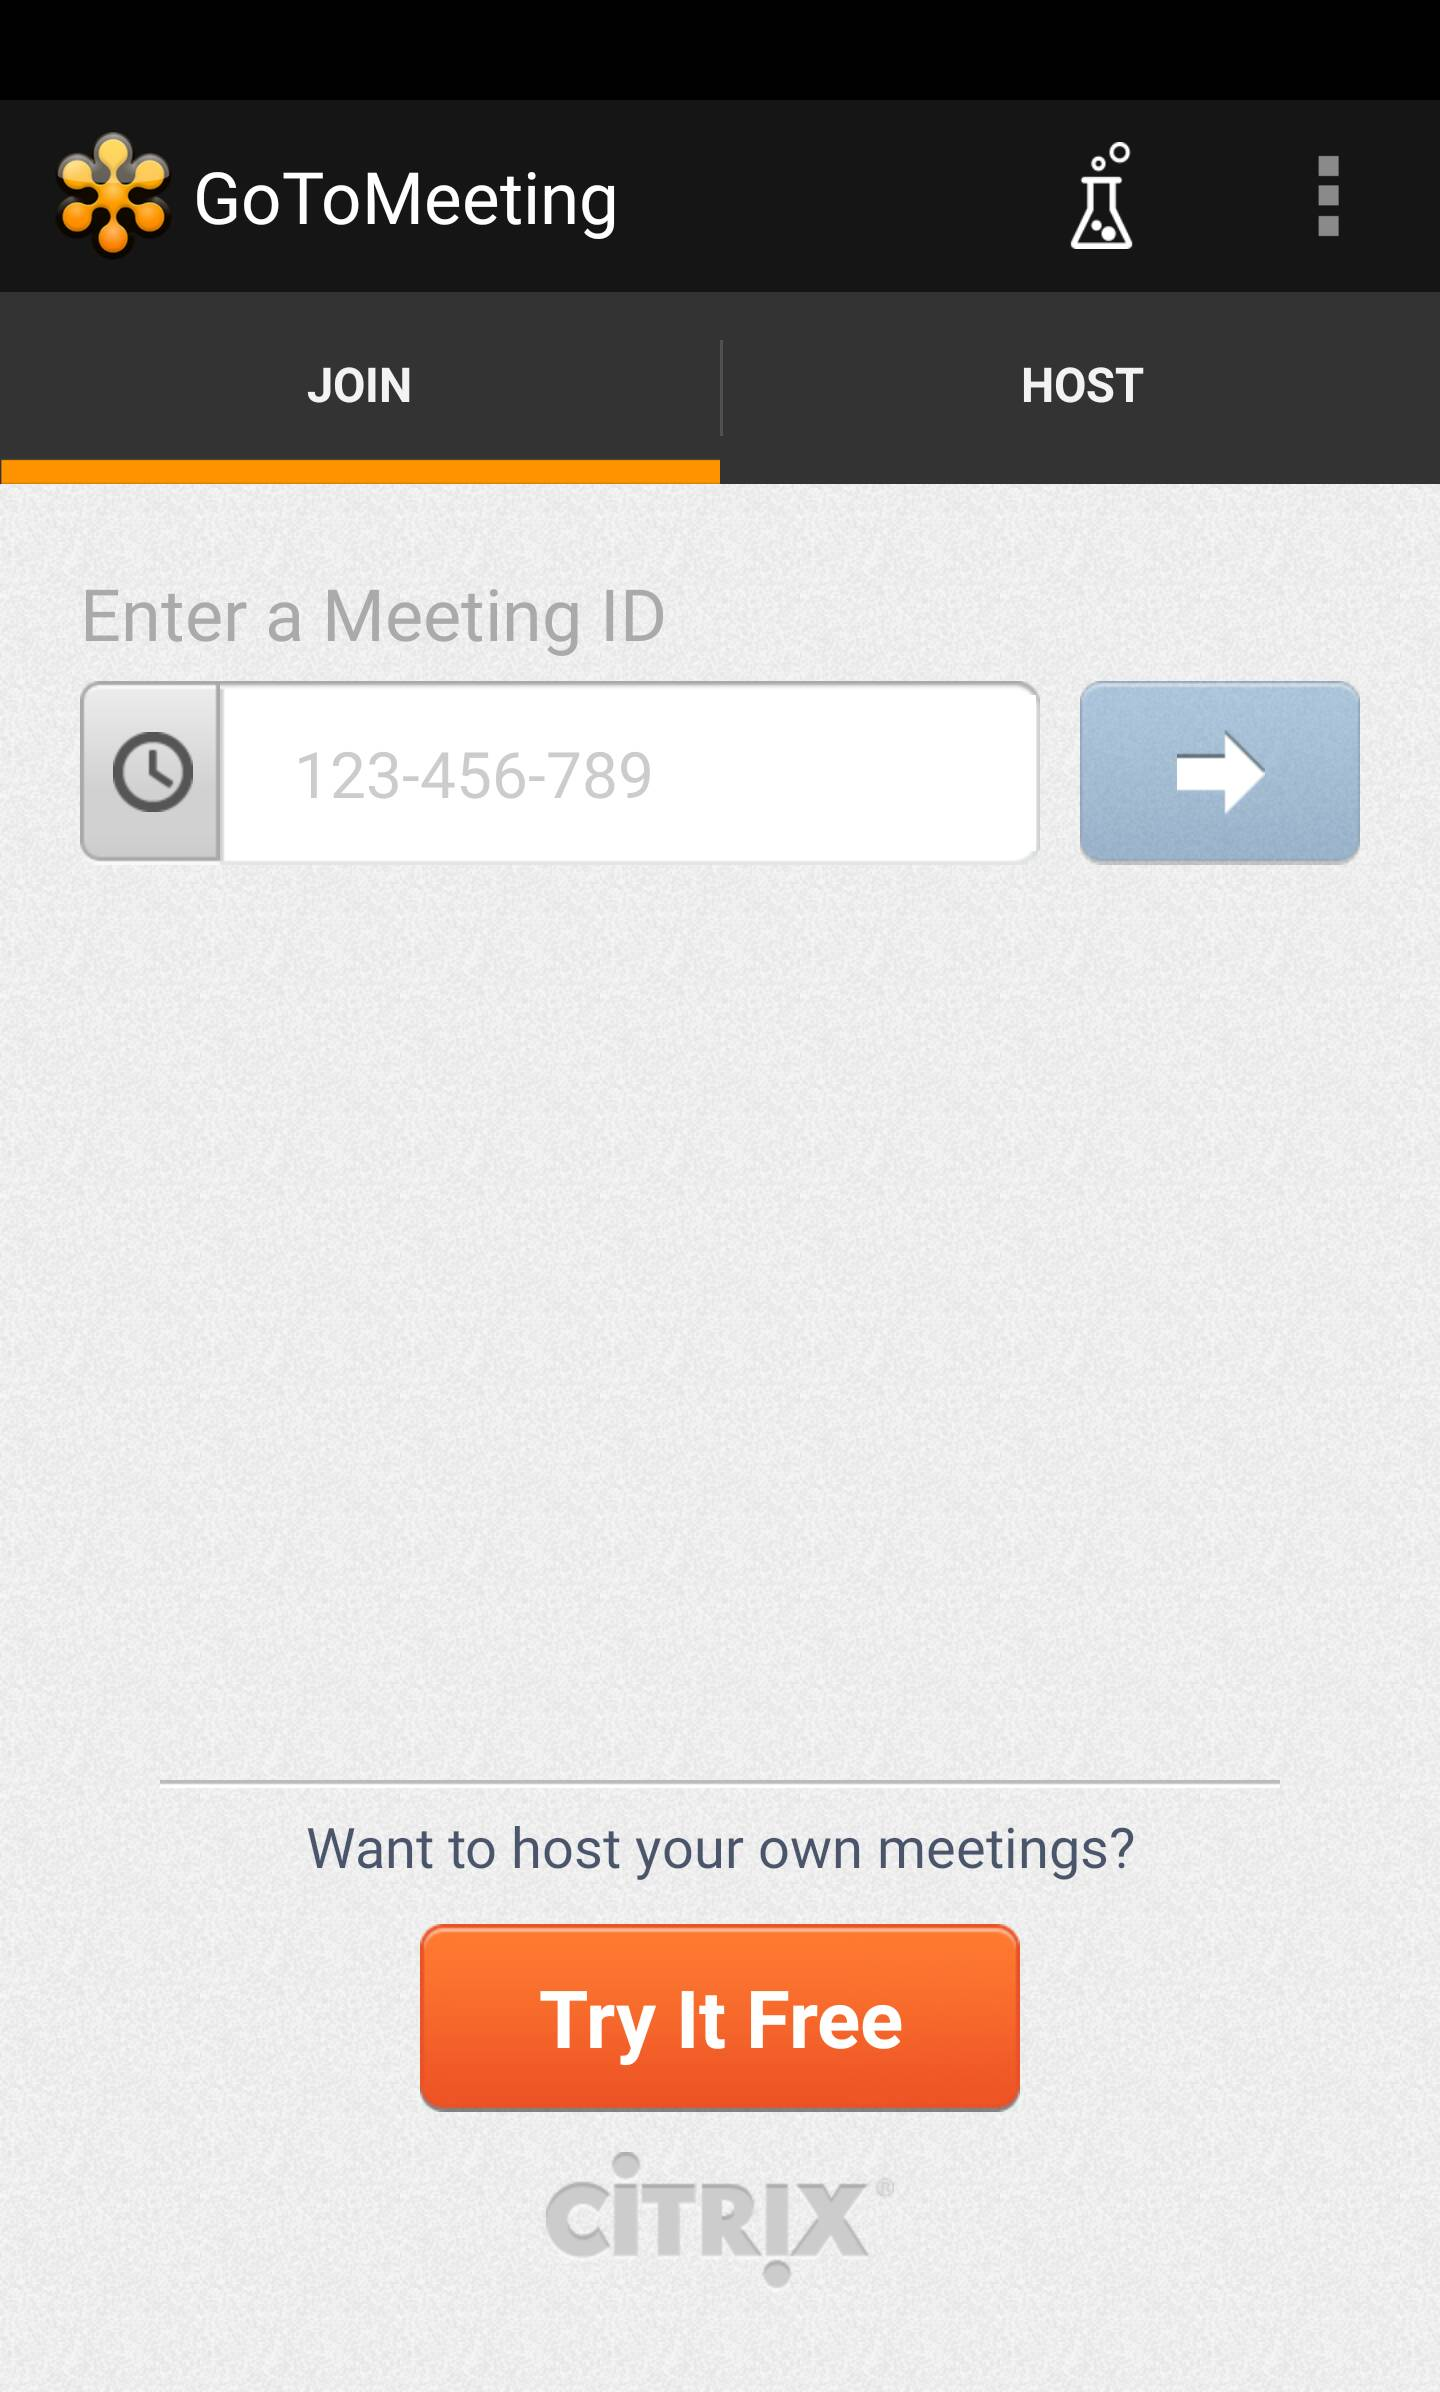 GoToMeeting
JOIN
HOST
Enter a Meeting ID
123-456-789
Want to host your own meetings?
Try It Free
CiTRIX®